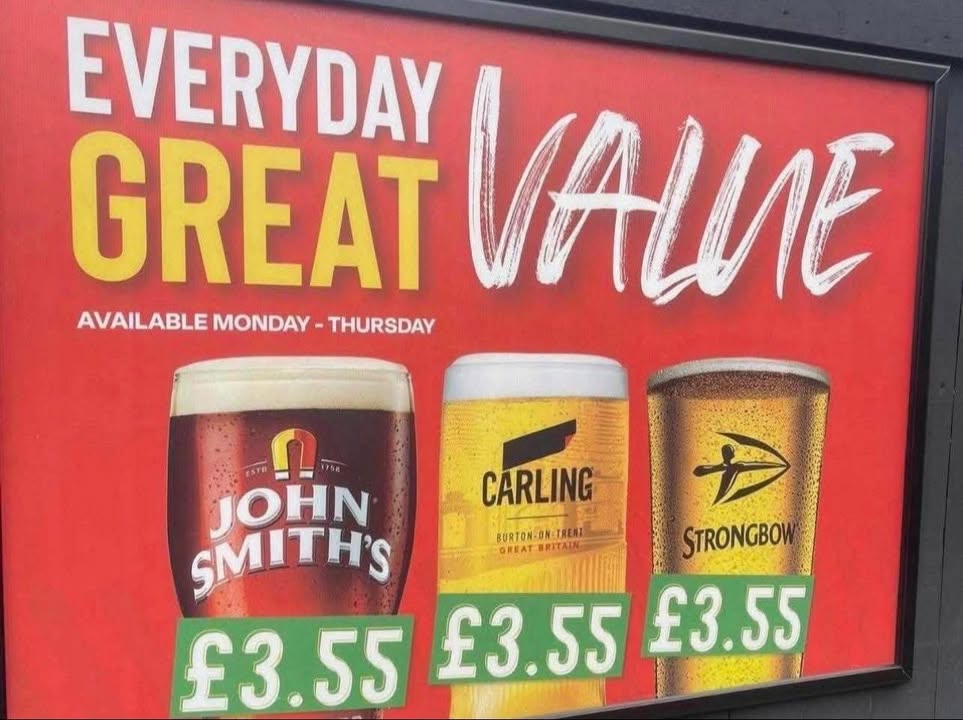 EVERYDAY
GREAT
VALUE
AVAILABLE MONDAY - THURSDAY
ESTD 1758
JOHN
SMITH'S
£3.55
CARLING
BURTON-ON-TRENT
GREAT BRITAIN
£3.55
STRONGBOW
£3.55